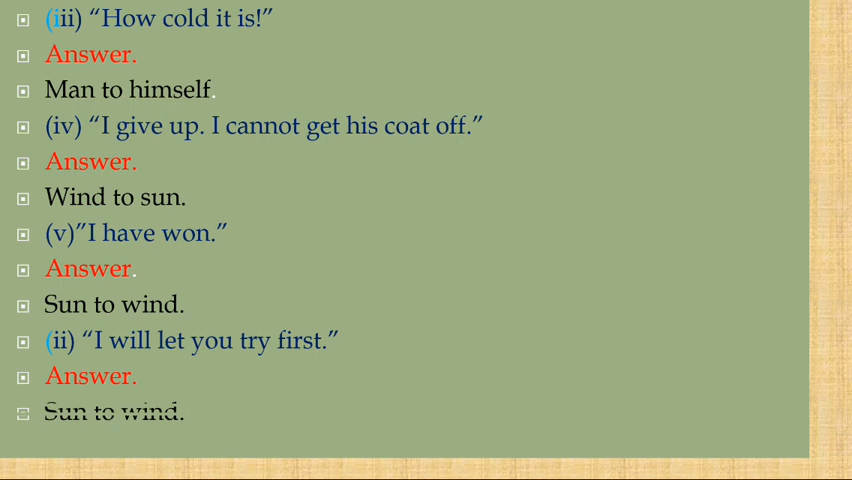 (iii) “How cold it is!”
Answer.
Man to himself.
(iv) “I give up. I cannot get his coat off.”
Answer.
Wind to sun.
(v)”I have won.”
Answer.
Sun to wind.
(ii) “I will let you try first.”
Answer.
Sun to wind.